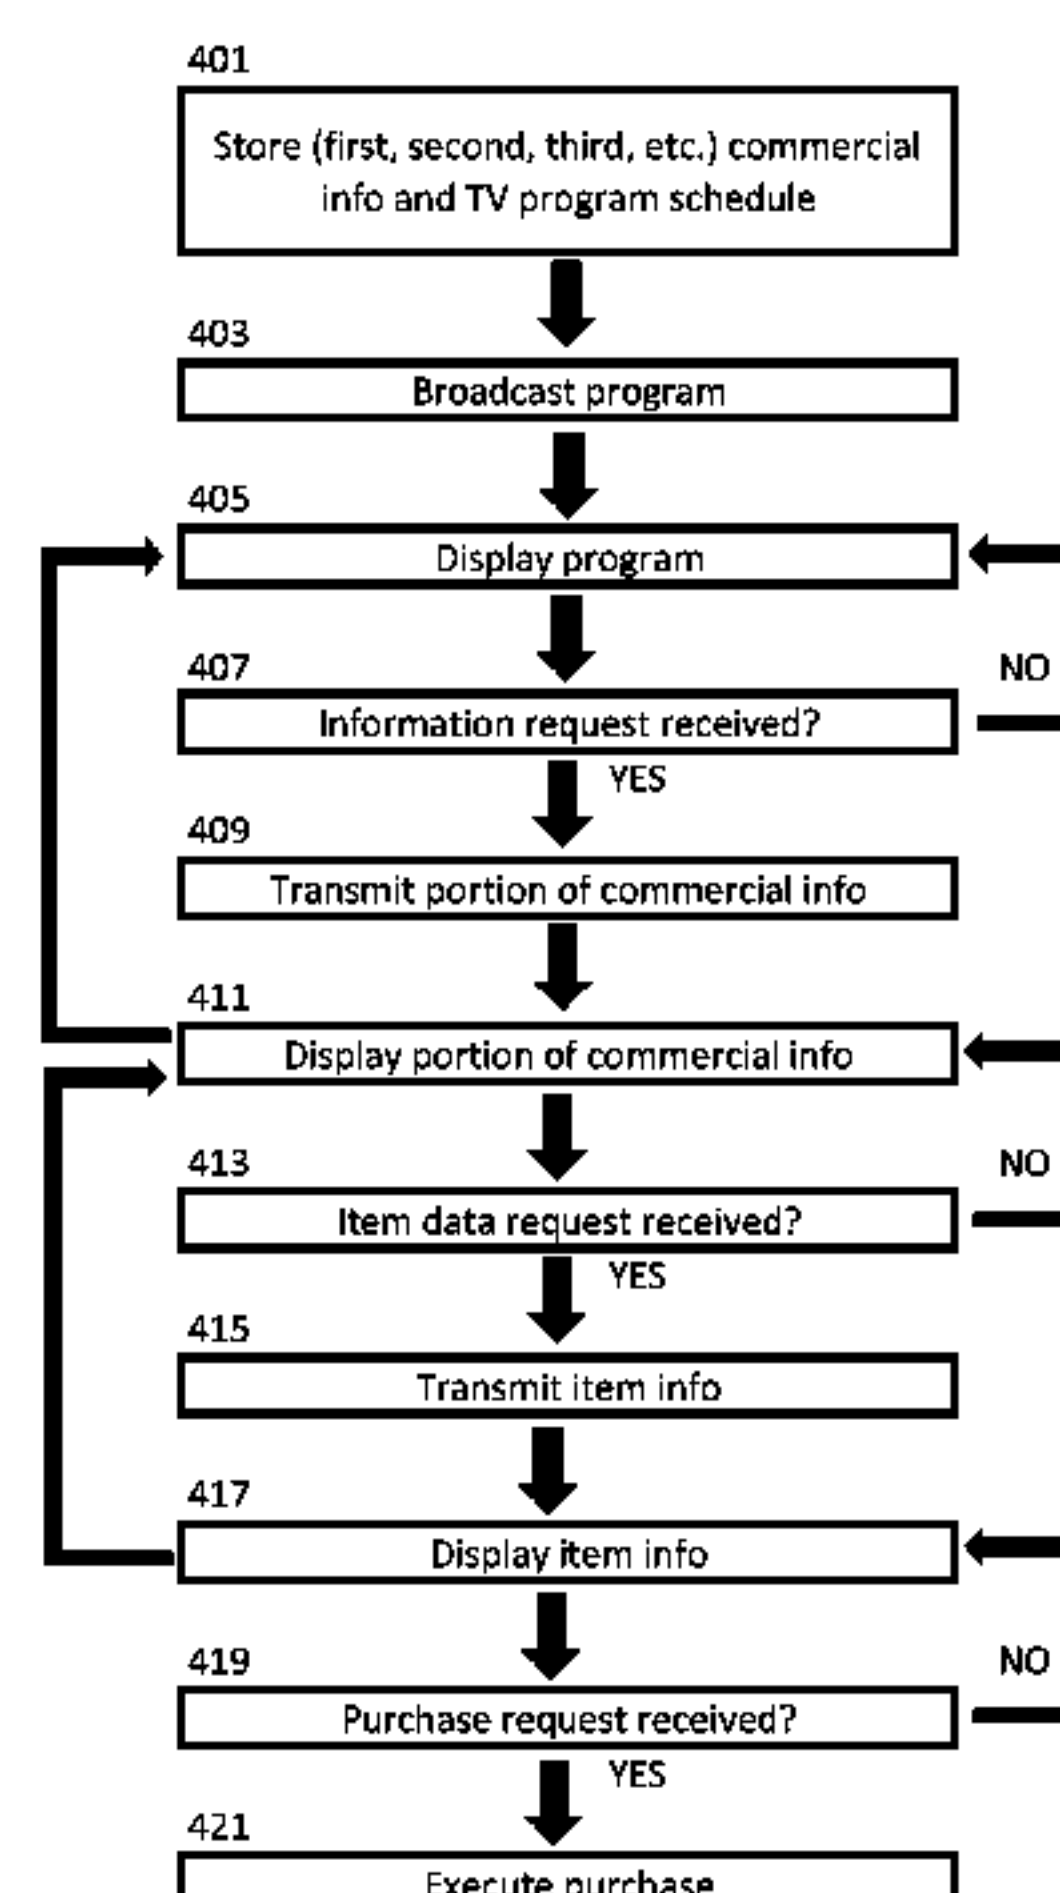 401
Store (first, second, third, etc.) commercial
info and TV program schedule
403
Broadcast program
405
Display program
407
NO
Information request received?
YES
409
Transmit portion of commercial info
411
Display portion of commercial info
413
NO
Item data request received?
YES
415
Transmit item info
417
Display item info
419
NO
Purchase request received?
YES
421
Execute purchase